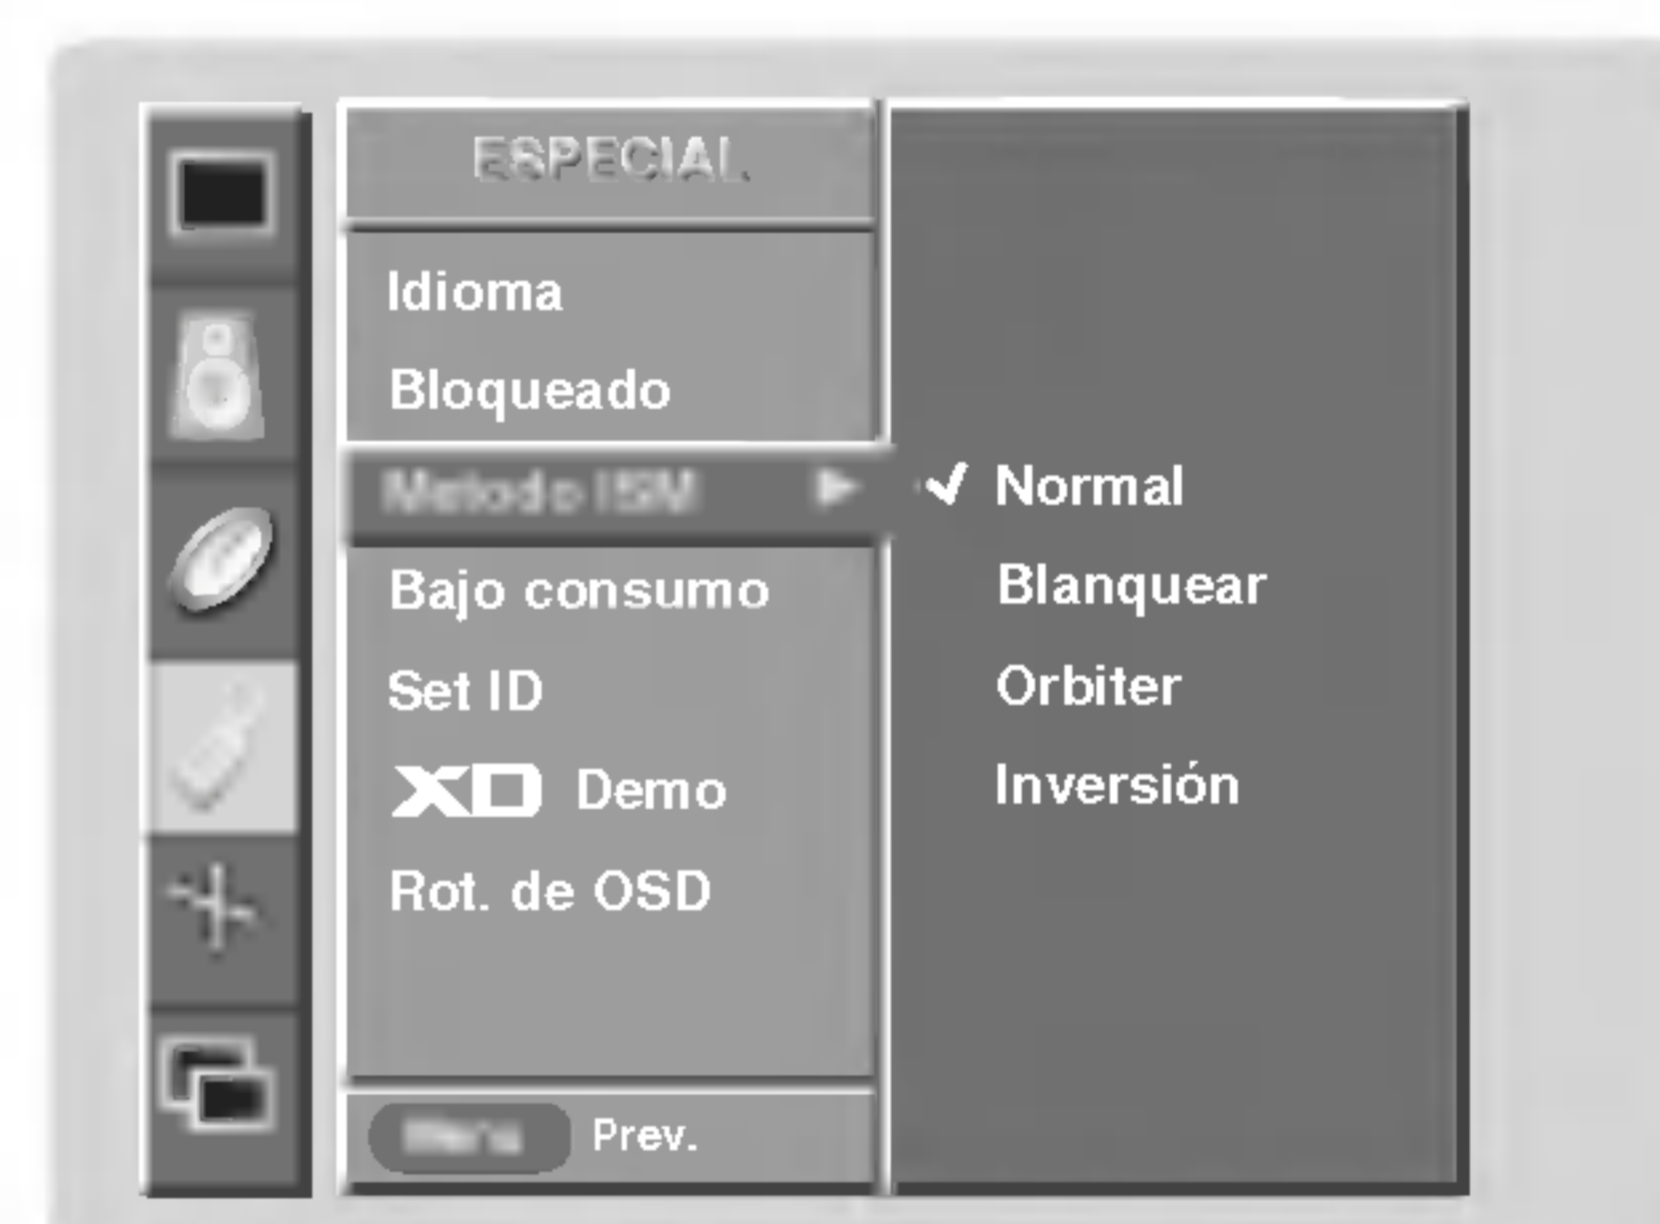 ESPECIAL
Idioma
Bloqueado
Metodo ISM
Bajo consumo
Set ID
XD Demo
Rot. de OSD
Menu Prev.
Normal
Blanquear
Orbiter
Inversión